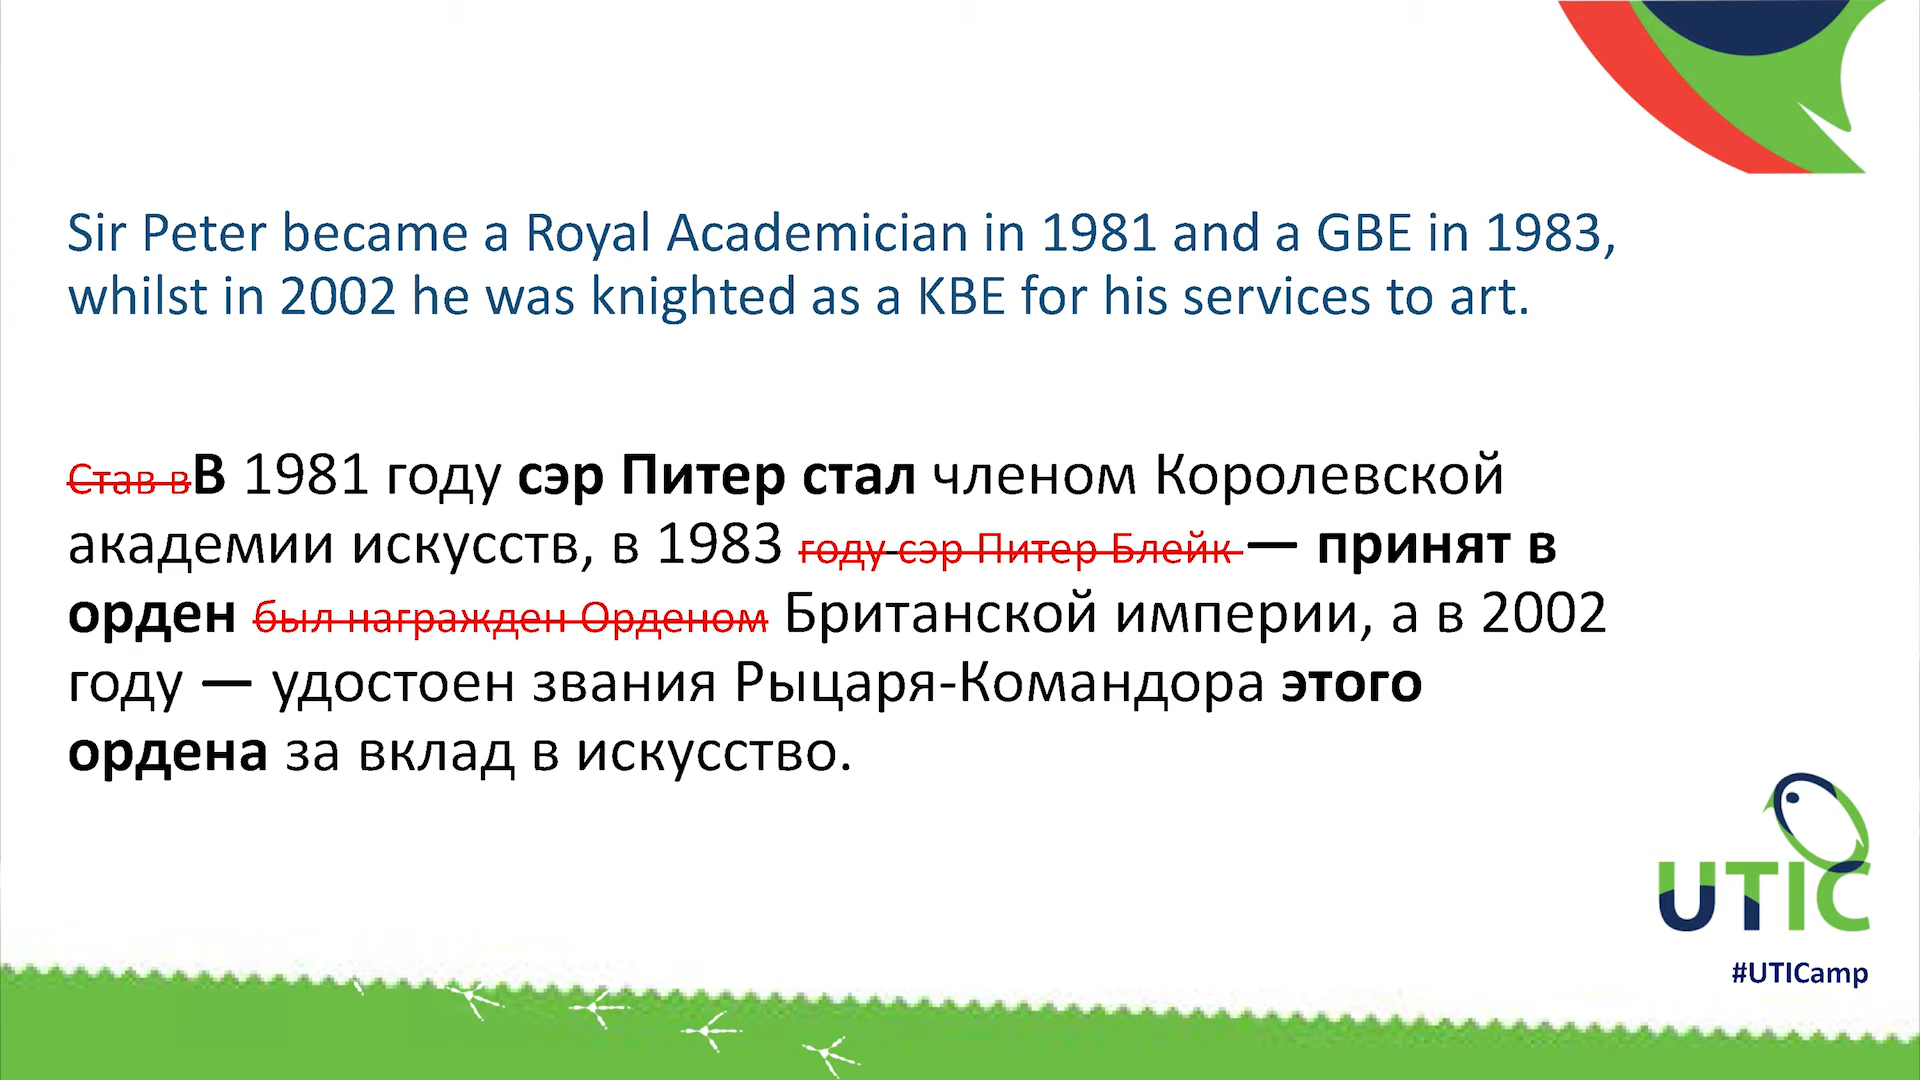 Sir Peter became a Royal Academician in 1981 and a GBE in 1983,
whilst in 2002 he was knighted as a KBE for his services to art.
Став вВ 1981 году сэр Питер стал членом Королевской
академии искусств, в 1983 году сэр Питер Блейк — принят в
орден был награжден Орденом Британской империи, а в 2002
году — удостоен звания Рыцаря-Командора этого
ордена за вклад в искусство.
UTIC
#UTICamp